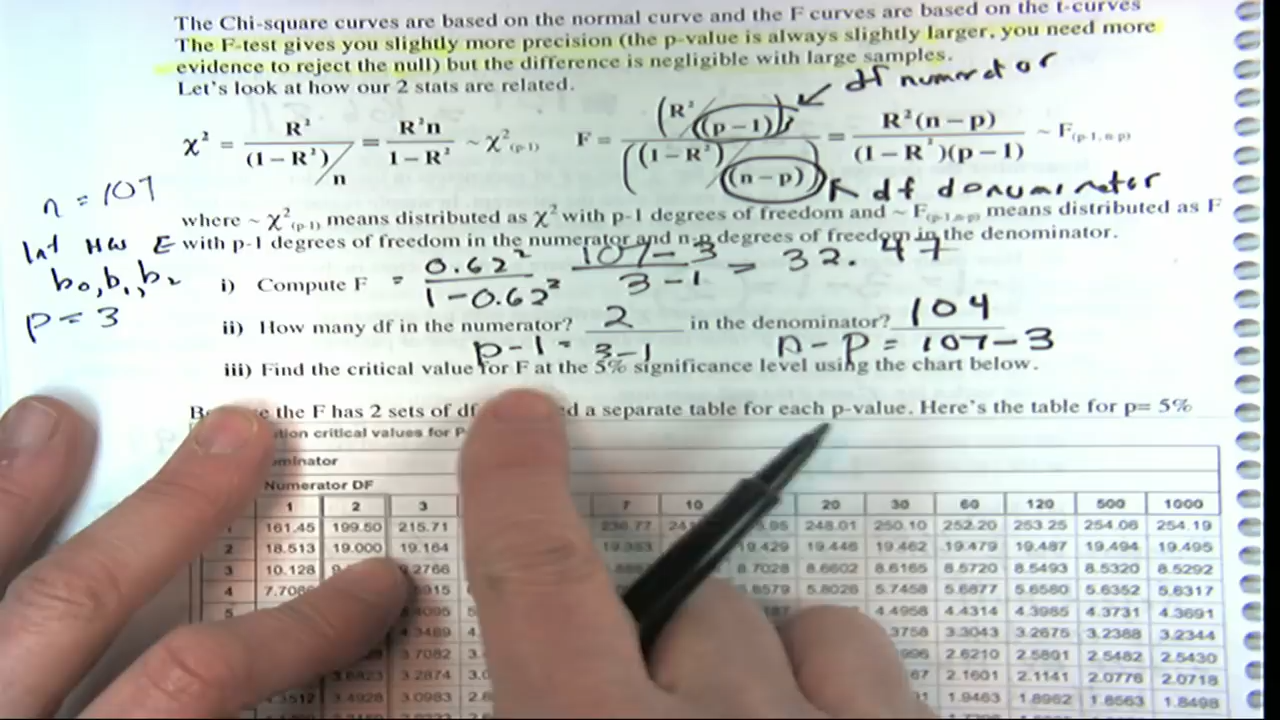 The Chi-square curves are based on the normal curve and the F curves are based on the t-curves
The F-test gives you slightly more precision (the p-value is always slightly larger, you need more
evidence to reject the null) but the difference is negligible with large samples.
Let's look at how our 2 stats are related.
df numerator
χ² = R² / ((1 − R²)/n) = R²n / (1 − R²) ~ χ²(p-1) F = (R²/(p−1)) / ((1−R²)/(n−p)) = R²(n−p) / (1−R²)(p−1) ~ F(p-1, n-p)
df donuminator
n = 107
where ~ χ²(p-1) means distributed as χ² with p-1 degrees of freedom and ~ F(p-1,n-p) means distributed as F
Int HW E
with p-1 degrees of freedom in the numerator and n-p degrees of freedom in the denominator.
b0, b1, b2
i) Compute F = 0.62² / 1 − 0.62² 107 − 3 / 3 − 1 = 32.47
p = 3
ii) How many df in the numerator? 2 in the denominator? 104
p − 1 = 3 − 1 n − p = 107 − 3
iii) Find the critical value for F at the 5% significance level using the chart below.
the F has 2 sets of df a separate table for each p-value. Here's the table for p= 5%
critical values for
Numerator DF
1 2 3 7 10 20 30 60 120 500 1000
1 161.45 199.50 215.71 248.01 250.10 252.20 253.25 254.06 254.19
2 18.513 19.000 19.164 19.429 19.446 19.462 19.479 19.487 19.494 19.495
3 10.128 8.7028 8.6602 8.6165 8.5720 8.5493 8.5320 8.5292
4 5.8026 5.7458 5.6877 5.6580 5.6352 5.6317
5 4.4958 4.4314 4.3985 4.3731 4.3691
3.3043 3.2675 3.2388 3.2344
3.7082 2.6210 2.5801 2.5482 2.5430
3.2874 2.1601 2.1141 2.0776 2.0718
3.4928 3.0983 1.9463 1.8962 1.8563 1.8498